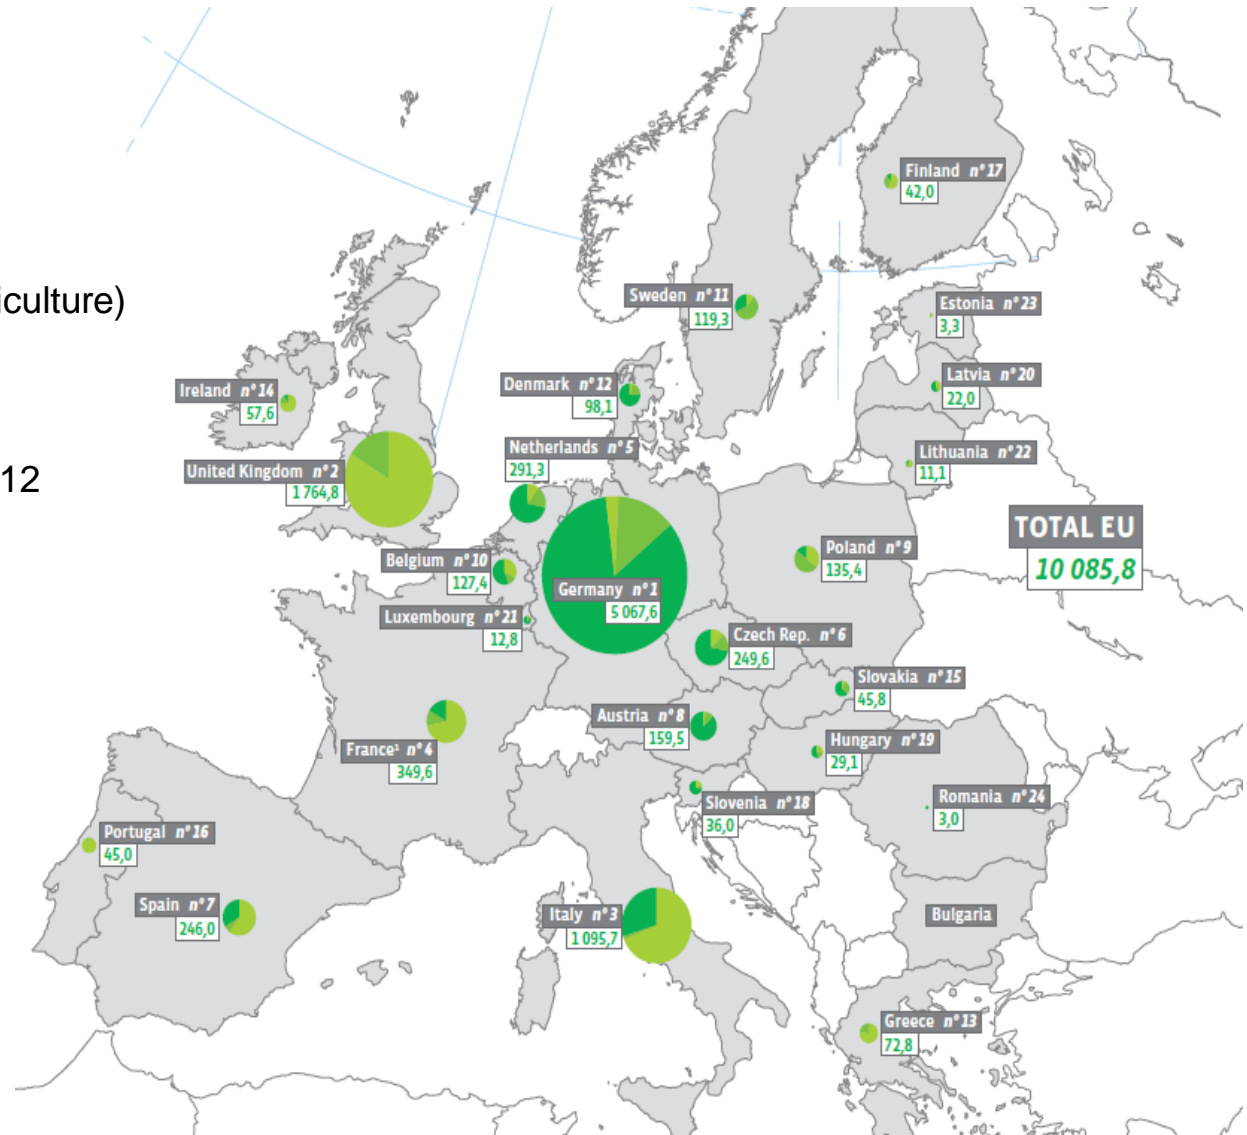 Finland n° 17
42,0
iculture)
Sweden n° 11
119,3
Estonia n° 23
3,3
Latvia n° 20
22,0
Ireland n° 14
57,6
Denmark n° 12
98,1
Netherlands n° 5
291,3
Lithuania n° 22
11,1
United Kingdom n° 2
1 764,8
12
TOTAL EU
10 085,8
Poland n° 9
135,4
Belgium n° 10
127,4
Germany n° 1
5 067,6
Luxembourg n° 21
12,8
Czech Rep. n° 6
249,6
Slovakia n° 15
45,8
Austria n° 8
159,5
France¹ n° 4
349,6
Hungary n° 19
29,1
Slovenia n° 18
36,0
Romania n° 24
3,0
Portugal n° 16
45,0
Spain n° 7
246,0
Italy n° 3
1 095,7
Bulgaria
Greece n° 13
72,8